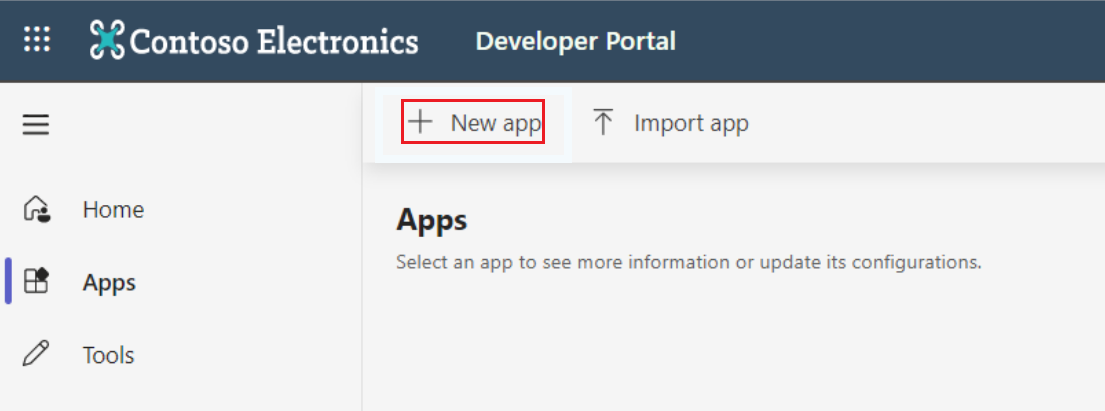 Contoso Electronics Developer Portal
New app Import app
Home
Apps
Tools
Apps
Select an app to see more information or update its configurations.